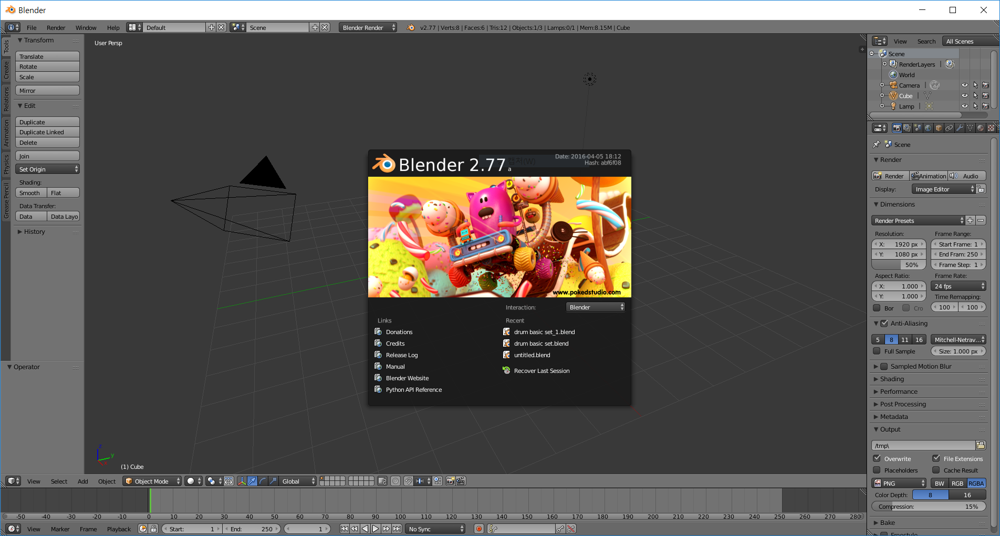 Blender
File Render Window Help Default Scene Blender Render v2.77 | Verts:8 | Faces:6 | Tris:12 | Objects:1/3 | Lamps:0/1 | Mem:8.15M | Cube
Tools
Create
Relations
Animation
Physics
Grease Pencil
Transform
Translate
Rotate
Scale
Mirror
Edit
Duplicate
Duplicate Linked
Delete
Join
Set Origin
Shading:
Smooth Flat
Data Transfer:
Data Data Layo
History
Operator
User Persp
Blender 2.77 a
캡처(W)
Date: 2016-04-05 18:12
Hash: abf6f08
www.pokedstudio.com
Interaction: Blender
Links
Donations
Credits
Release Log
Manual
Blender Website
Python API Reference
Recent
drum basic set_1.blend
drum basic set.blend
untitled.blend
Recover Last Session
z
y
x
(1) Cube
View Select Add Object Object Mode Global
-50 -40 -30 -20 -10 0 10 20 30 40 50 60 70 80 90 100 110 120 130 140 150 160 170 180 190 200 210 220 230 240 250 260 270 280
View Marker Frame Playback Start: 1 End: 250 1 No Sync
View Search All Scenes
Scene
RenderLayers |
World
Camera |
Cube |
Lamp |
Scene
Render
Render Animation Audio
Display: Image Editor
Dimensions
Render Presets
Resolution: Frame Range:
X: 1920 px Start Frame: 1
Y: 1080 px End Fram: 250
50% Frame Step: 1
Aspect Ratio: Frame Rate:
X: 1.000 24 fps
Y: 1.000 Time Remapping:
Bor Cro 100 100
Anti-Aliasing
5 8 11 16 Mitchell-Netrav...
Full Sample Size: 1.000 px
Sampled Motion Blur
Shading
Performance
Post Processing
Metadata
Output
/tmp\
Overwrite File Extensions
Placeholders Cache Result
PNG BW RGB RGBA
Color Depth: 8 16
Compression: 15%
Bake
Freestyle